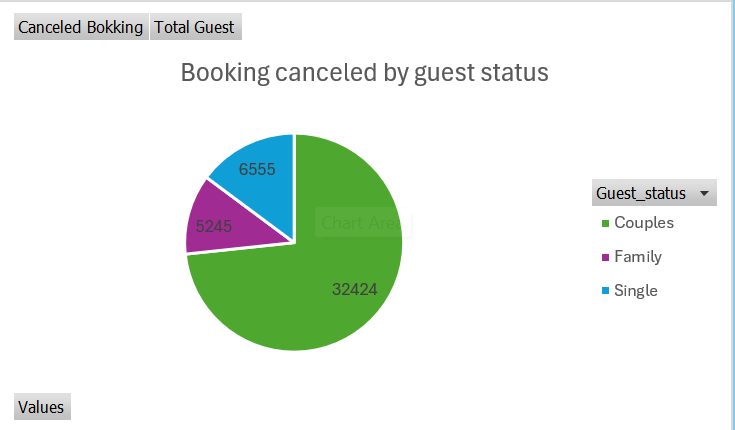 Canceled Bokking Total Guest
Booking canceled by guest status
6555
5245
Chart Area
32424
Guest_status
Couples
Family
Single
Values